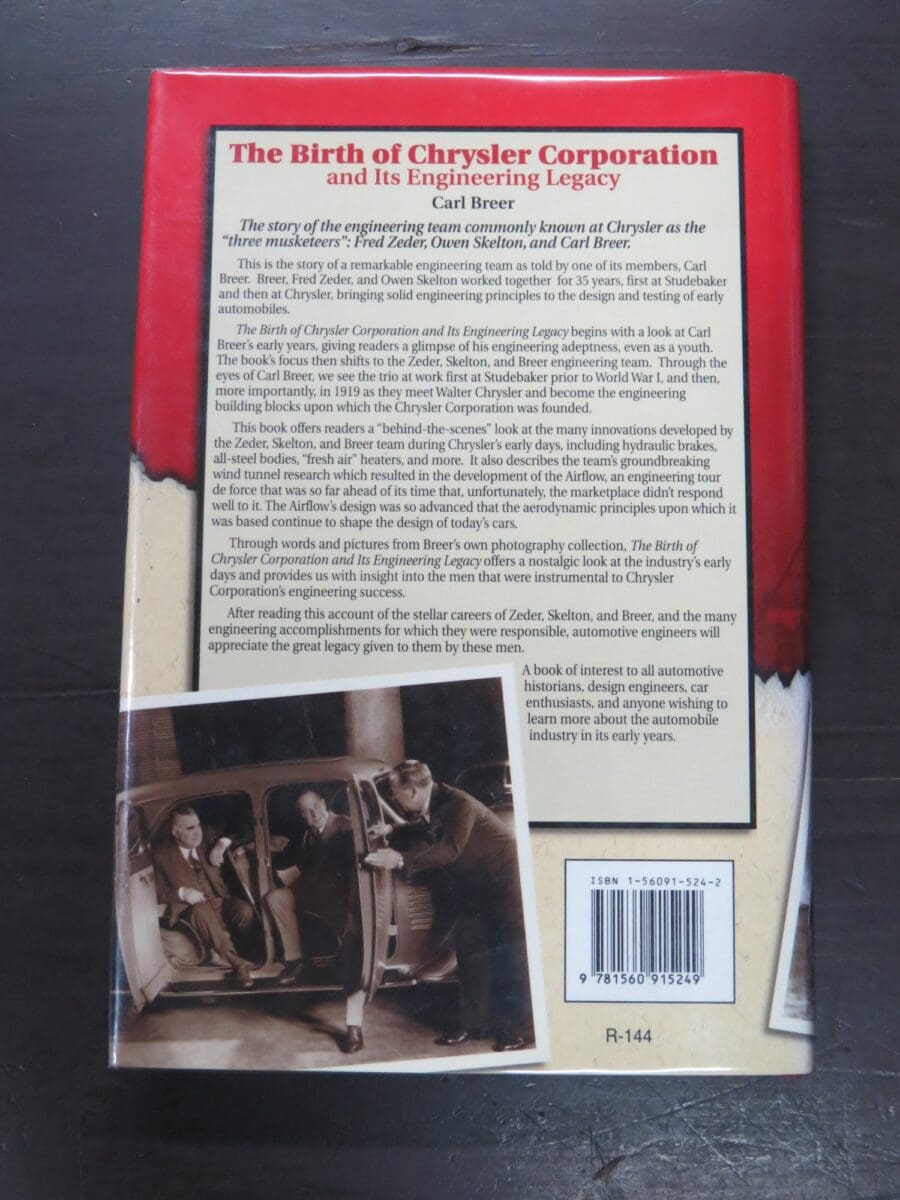 The Birth of Chrysler Corporation
and Its Engineering Legacy
Carl Breer
The story of the engineering team commonly known at Chrysler as the
"three musketeers": Fred Zeder, Owen Skelton, and Carl Breer.
This is the story of a remarkable engineering team as told by one of its members, Carl
Breer. Breer, Fred Zeder, and Owen Skelton worked together for 35 years, first at Studebaker
and then at Chrysler, bringing solid engineering principles to the design and testing of early
automobiles.
The Birth of Chrysler Corporation and Its Engineering Legacy begins with a look at Carl
Breer's early years, giving readers a glimpse of his engineering adeptness, even as a youth.
The book's focus then shifts to the Zeder, Skelton, and Breer engineering team. Through the
eyes of Carl Breer, we see the trio at work first at Studebaker prior to World War I, and then,
more importantly, in 1919 as they meet Walter Chrysler and become the engineering
building blocks upon which the Chrysler Corporation was founded.
This book offers readers a "behind-the-scenes" look at the many innovations developed by
the Zeder, Skelton, and Breer team during Chrysler's early days, including hydraulic brakes,
all-steel bodies, "fresh air" heaters, and more. It also describes the team's groundbreaking
wind tunnel research which resulted in the development of the Airflow, an engineering tour
de force that was so far ahead of its time that, unfortunately, the marketplace didn't respond
well to it. The Airflow's design was so advanced that the aerodynamic principles upon which it
was based continue to shape the design of today's cars.
Through words and pictures from Breer's own photography collection, The Birth of
Chrysler Corporation and Its Engineering Legacy offers a nostalgic look at the industry's early
days and provides us with insight into the men that were instrumental to Chrysler
Corporation's engineering success.
After reading this account of the stellar careers of Zeder, Skelton, and Breer, and the many
engineering accomplishments for which they were responsible, automotive engineers will
appreciate the great legacy given to them by these men.
A book of interest to all automotive
historians, design engineers, car
enthusiasts, and anyone wishing to
learn more about the automobile
industry in its early years.
ISBN 1-56091-524-2
9 781560 915249
R-144